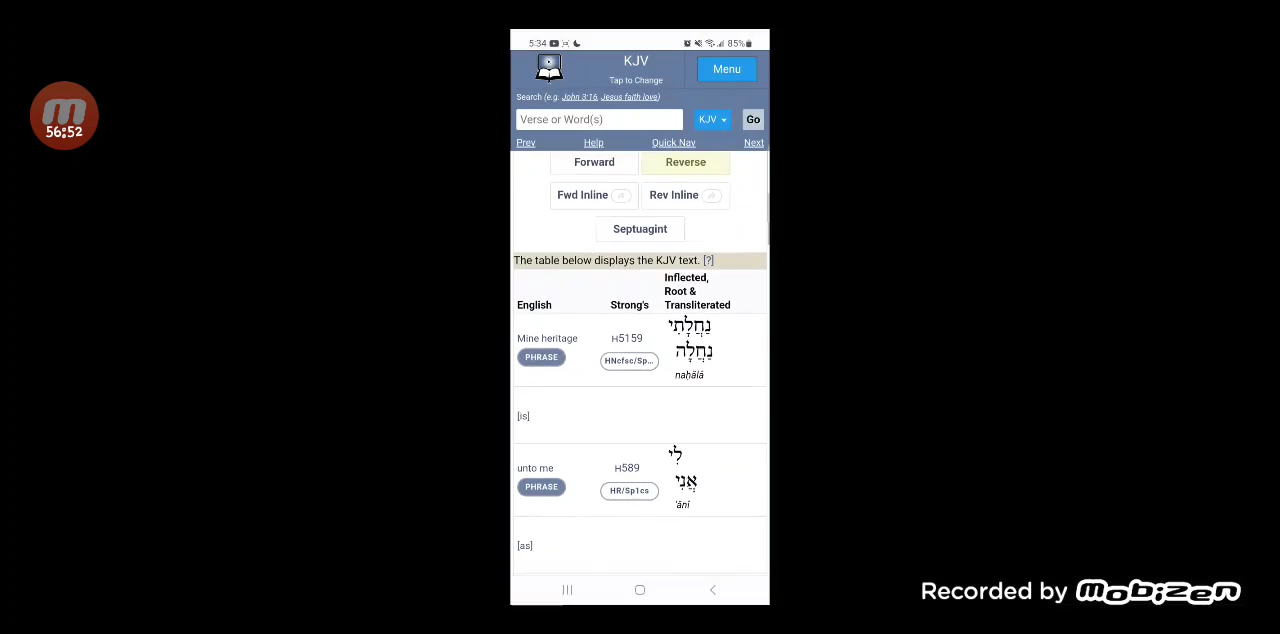 56:52
5:34 85%
KJV
Tap to Change
Menu
Search (e.g. John 3:16, Jesus faith love)
Verse or Word(s) KJV Go
Prev Help Quick Nav Next
Forward Reverse
Fwd Inline Rev Inline
Septuagint
The table below displays the KJV text. [?]
English Strong's Inflected, Root & Transliterated
Mine heritage H5159 נַחֲלָתִי
PHRASE HNcfsc/Sp... נַחֲלָה
naḥălâ
[is]
unto me H589 לִי
PHRASE HR/Sp1cs אֲנִי
'ănî
[as]
Recorded by mobizen